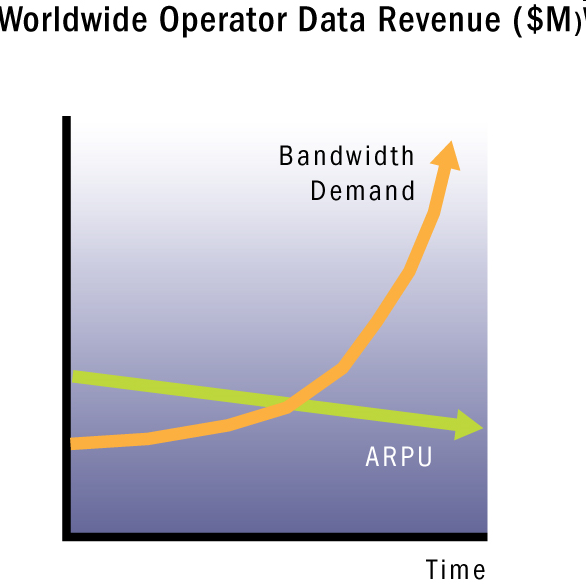 Worldwide Operator Data Revenue ($M)
Bandwidth
Demand
ARPU
Time